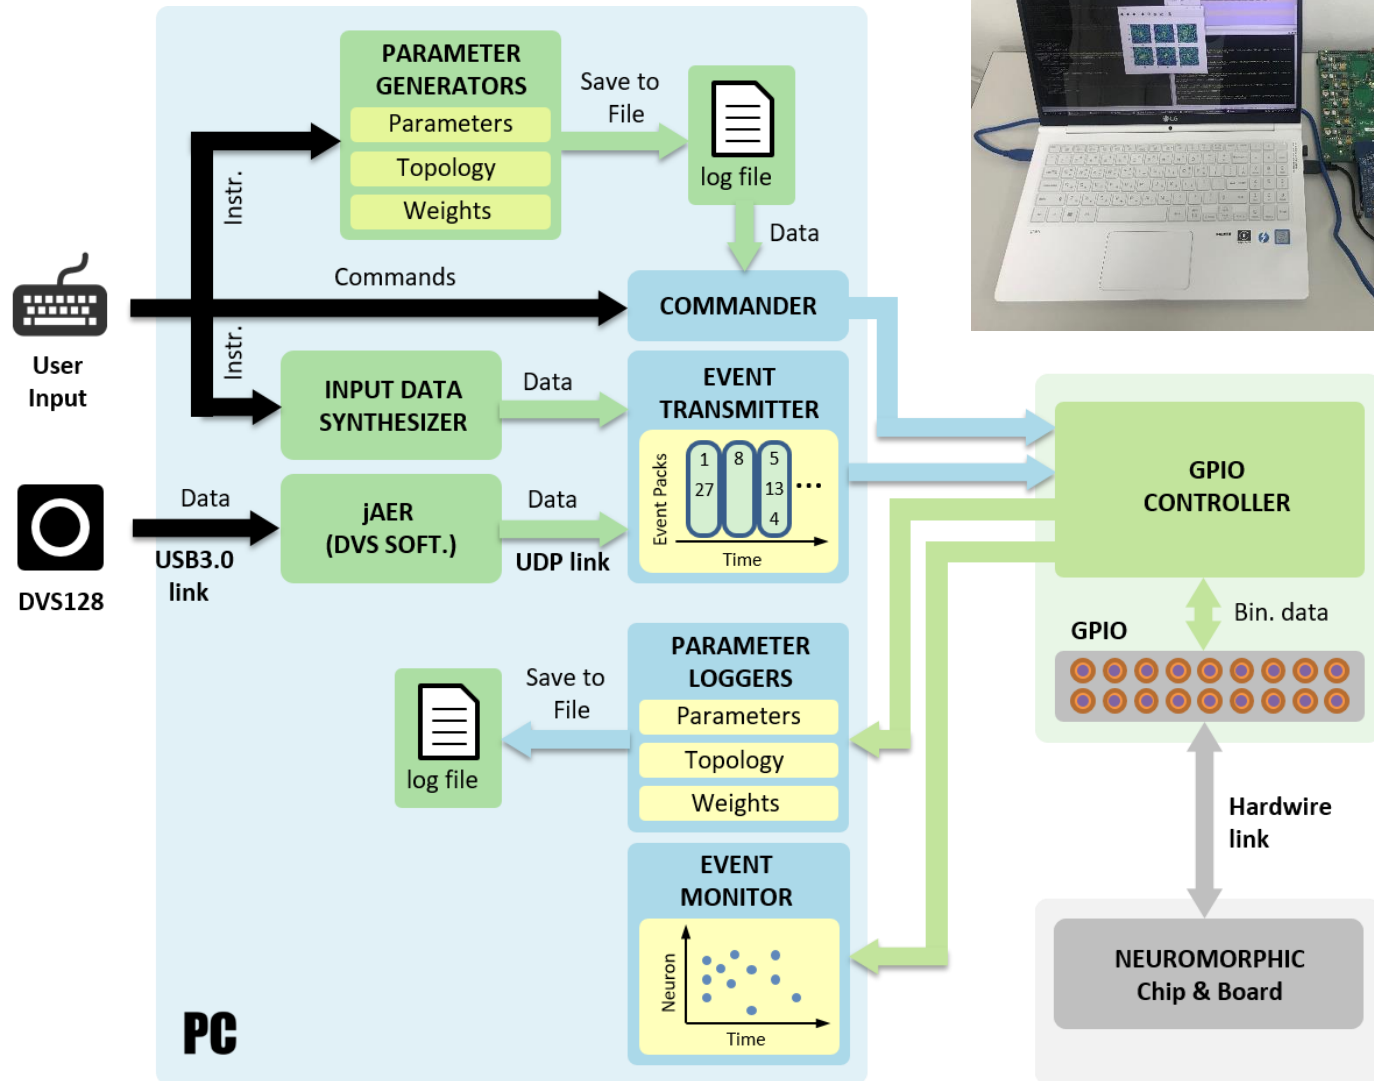 PARAMETER
GENERATORS
Parameters
Topology
Weights
Save to
File
log file
Data
Instr.
Commands
COMMANDER
User
Input
Instr.
INPUT DATA
SYNTHESIZER
Data
EVENT
TRANSMITTER
Event Packs
1 8 5
27 13
4
...
Time
Data
USB3.0
link
DVS128
jAER
(DVS SOFT.)
Data
UDP link
GPIO
CONTROLLER
Bin. data
GPIO
PARAMETER
LOGGERS
Parameters
Topology
Weights
Save to
File
log file
Hardwire
link
EVENT
MONITOR
Neuron
Time
NEUROMORPHIC
Chip & Board
PC
LG